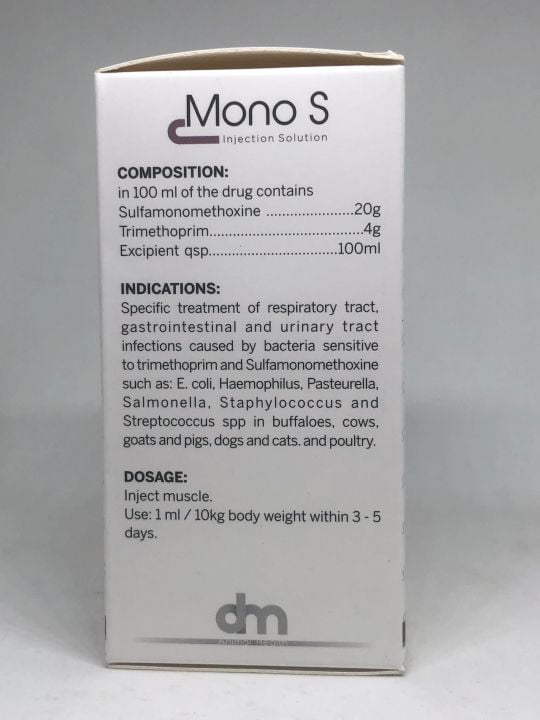 Mono S
Injection Solution
COMPOSITION:
in 100 ml of the drug contains
Sulfamonomethoxine ......................20g
Trimethoprim.......................................4g
Excipient qsp.................................100ml
INDICATIONS:
Specific treatment of respiratory tract,
gastrointestinal and urinary tract
infections caused by bacteria sensitive
to trimethoprim and Sulfamonomethoxine
such as: E. coli, Haemophilus, Pasteurella,
Salmonella, Staphylococcus and
Streptococcus spp in buffaloes, cows,
goats and pigs, dogs and cats. and poultry.
DOSAGE:
Inject muscle.
Use: 1 ml / 10kg body weight within 3 - 5
days.
dm
Animal Health